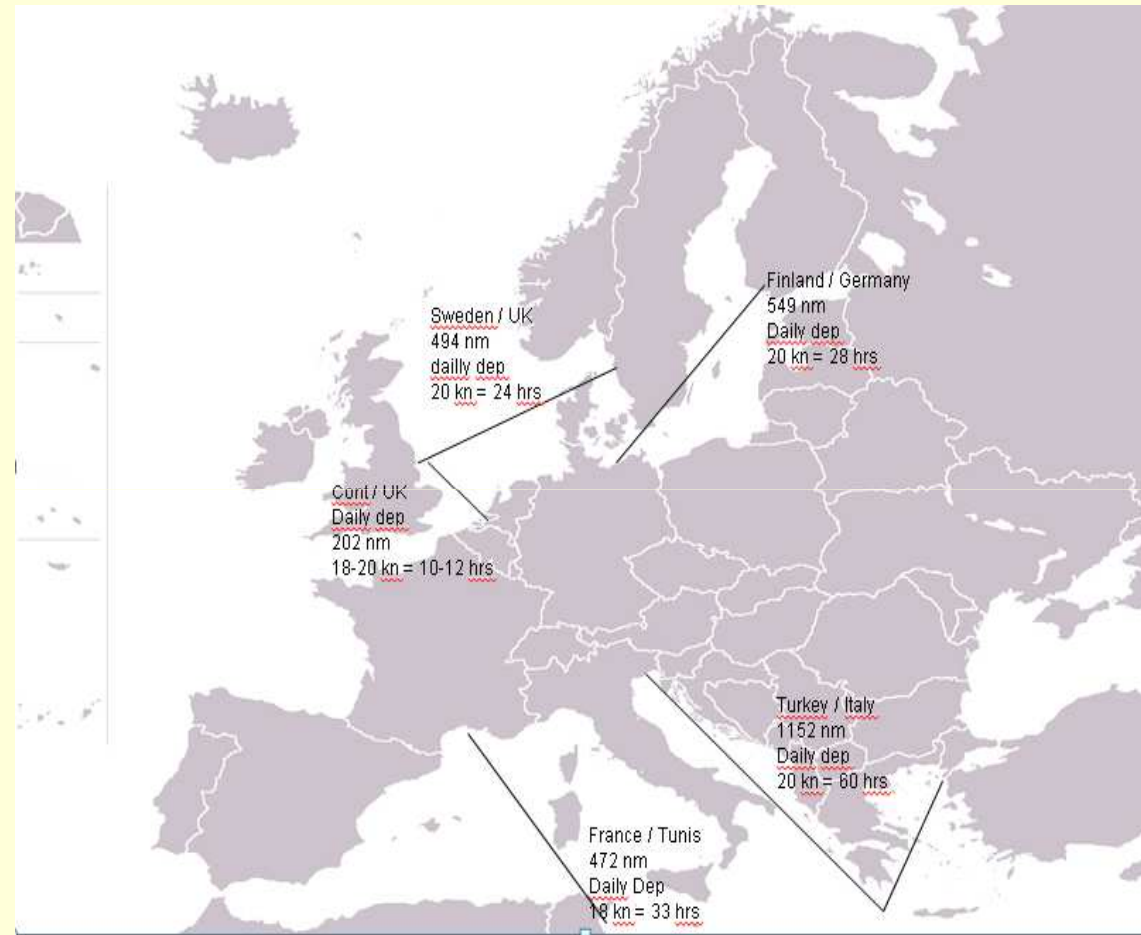 Finland / Germany
549 nm
Daily dep
20 kn = 28 hrs
Sweden / UK
494 nm
dailly dep
20 kn = 24 hrs
Cont / UK
Daily dep
202 nm
18-20 kn = 10-12 hrs
Turkey / Italy
1152 nm
Daily dep
20 kn = 60 hrs
France / Tunis
472 nm
Daily Dep
18 kn = 33 hrs